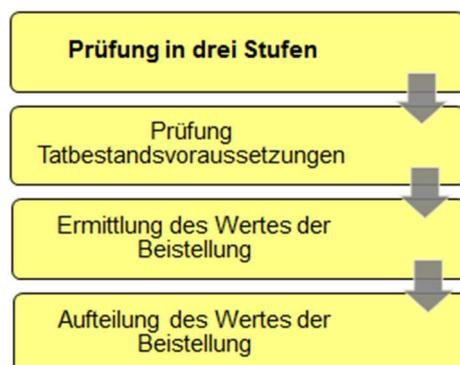 Prüfung in drei Stufen
Prüfung
Tatbestandsvoraussetzungen
Ermittlung des Wertes der
Beistellung
Aufteilung des Wertes der
Beistellung